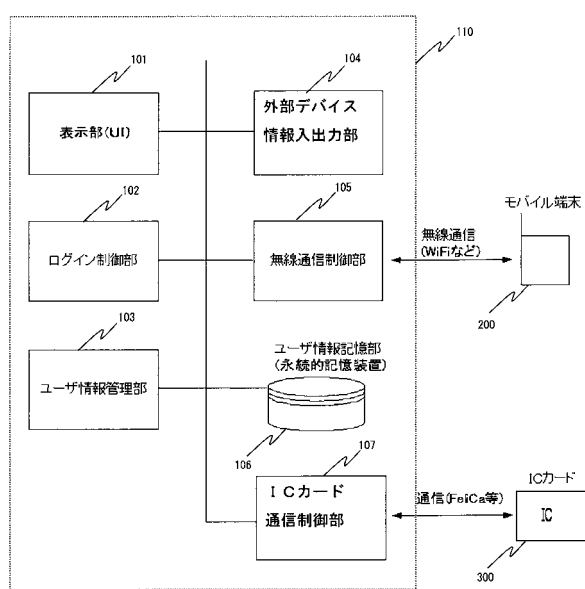 110
101
表示部(UI)
104
外部デバイス
情報入出力部
102
ログイン制御部
105
無線通信制御部
無線通信
(WiFiなど)
モバイル端末
200
103
ユーザ情報管理部
ユーザ情報記憶部
(永続的記憶装置)
106
107
ICカード
通信制御部
通信(FeliCa等)
ICカード
IC
300